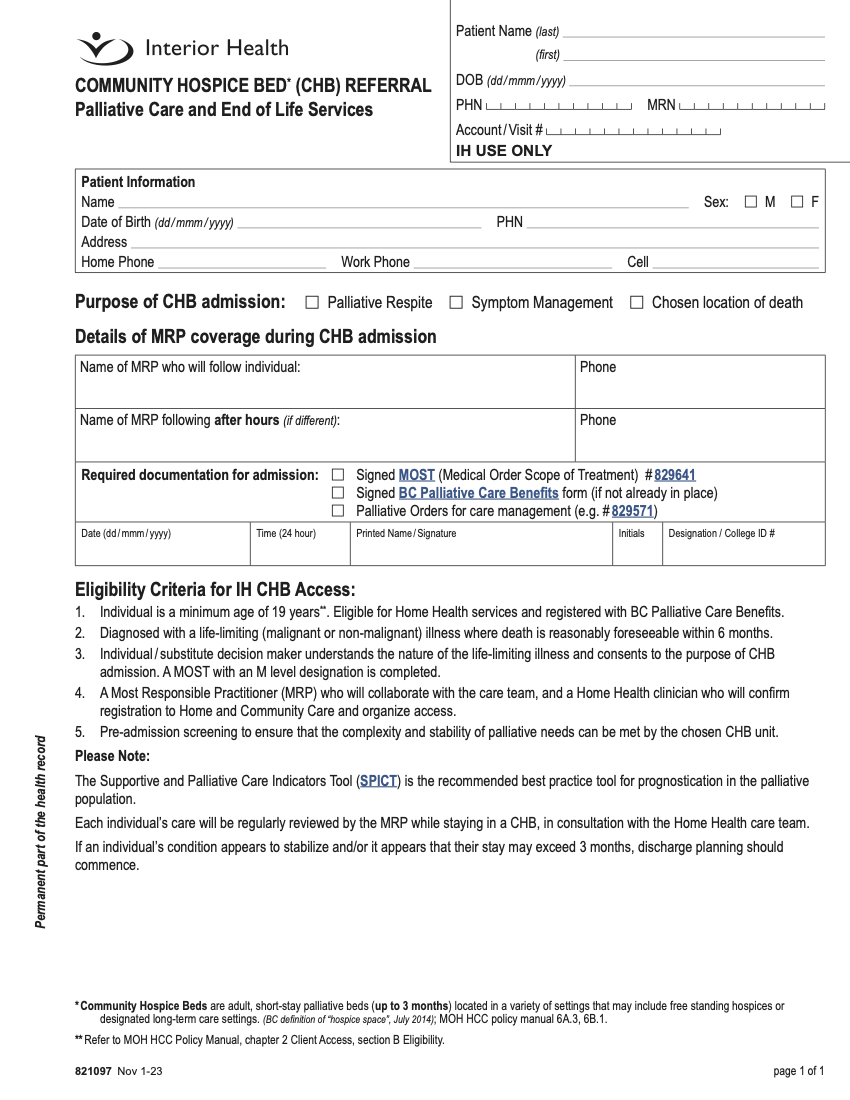 Interior Health
COMMUNITY HOSPICE BED* (CHB) REFERRAL
Palliative Care and End of Life Services
Patient Name (last)
(first)
DOB (dd/mmm/yyyy)
PHN MRN
Account/Visit #
IH USE ONLY
Patient Information
Name Sex: ☐ M ☐ F
Date of Birth (dd/mmm/yyyy) PHN
Address
Home Phone Work Phone Cell
Purpose of CHB admission: ☐ Palliative Respite ☐ Symptom Management ☐ Chosen location of death
Details of MRP coverage during CHB admission
Name of MRP who will follow individual: Phone
Name of MRP following after hours (if different): Phone
Required documentation for admission: ☐ Signed MOST (Medical Order Scope of Treatment) #829641
☐ Signed BC Palliative Care Benefits form (if not already in place)
☐ Palliative Orders for care management (e.g. #829571)
Date (dd/mmm/yyyy) Time (24 hour) Printed Name/Signature Initials Designation / College ID #
Eligibility Criteria for IH CHB Access:
1. Individual is a minimum age of 19 years**. Eligible for Home Health services and registered with BC Palliative Care Benefits.
2. Diagnosed with a life-limiting (malignant or non-malignant) illness where death is reasonably foreseeable within 6 months.
3. Individual/substitute decision maker understands the nature of the life-limiting illness and consents to the purpose of CHB
admission. A MOST with an M level designation is completed.
4. A Most Responsible Practitioner (MRP) who will collaborate with the care team, and a Home Health clinician who will confirm
registration to Home and Community Care and organize access.
5. Pre-admission screening to ensure that the complexity and stability of palliative needs can be met by the chosen CHB unit.
Please Note:
The Supportive and Palliative Care Indicators Tool (SPICT) is the recommended best practice tool for prognostication in the palliative
population.
Each individual's care will be regularly reviewed by the MRP while staying in a CHB, in consultation with the Home Health care team.
If an individual's condition appears to stabilize and/or it appears that their stay may exceed 3 months, discharge planning should
commence.
Permanent part of the health record
* Community Hospice Beds are adult, short-stay palliative beds (up to 3 months) located in a variety of settings that may include free standing hospices or
designated long-term care settings. (BC definition of "hospice space", July 2014); MOH HCC policy manual 6A.3, 6B.1.
** Refer to MOH HCC Policy Manual, chapter 2 Client Access, section B Eligibility.
821097 Nov 1-23 page 1 of 1